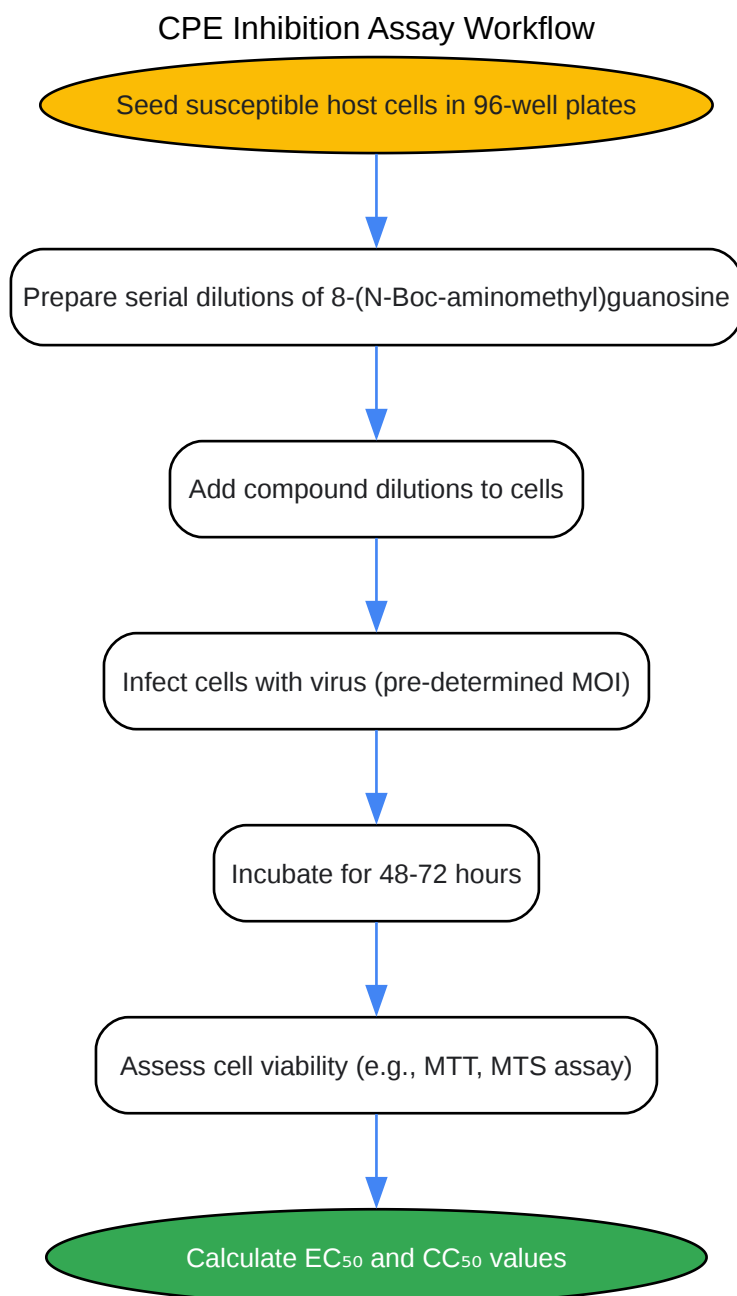 CPE Inhibition Assay Workflow
Seed susceptible host cells in 96-well plates
Prepare serial dilutions of 8-(N-Boc-aminomethyl)guanosine
Add compound dilutions to cells
Infect cells with virus (pre-determined MOI)
Incubate for 48-72 hours
Assess cell viability (e.g., MTT, MTS assay)
Calculate EC₅₀ and CC₅₀ values